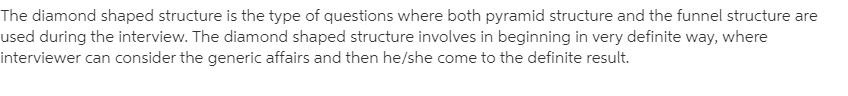 The diamond shaped structure is the type of questions where both pyramid structure and the funnel structure are
used during the interview. The diamond shaped structure involves in beginning in very definite way, where
interviewer can consider the generic affairs and then he/she come to the definite result.